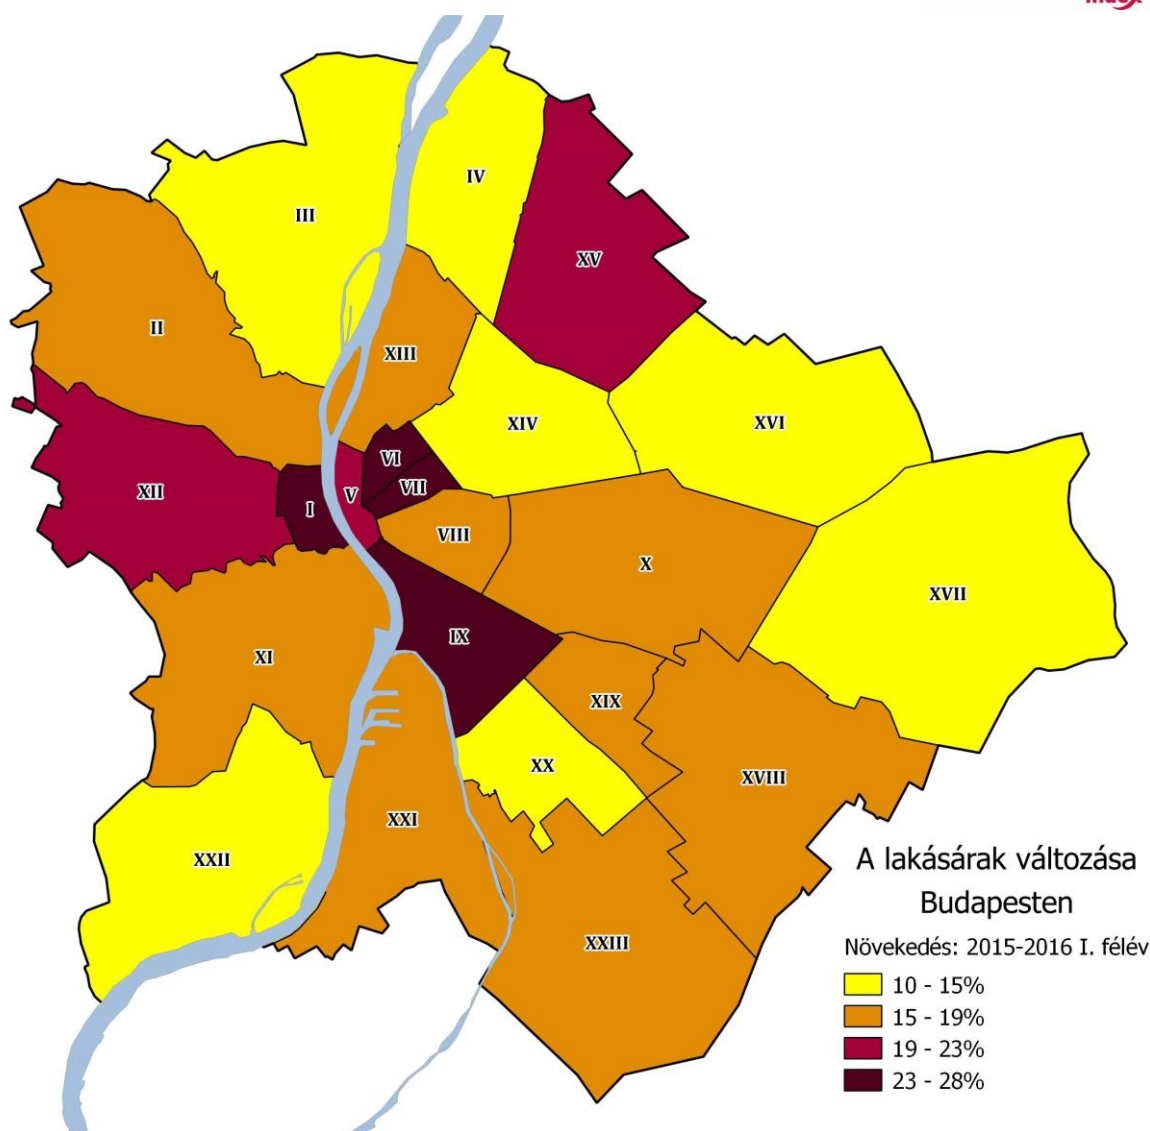 IV
III
XV
II
XIII
XIV
XVI
VI
XII
VII
V
I
VIII
X
XVII
IX
XI
XIX
XX
XVIII
XXI
XXII
XXIII
A lakásárak változása
Budapesten
Növekedés: 2015-2016 I. félév
10 - 15%
15 - 19%
19 - 23%
23 - 28%